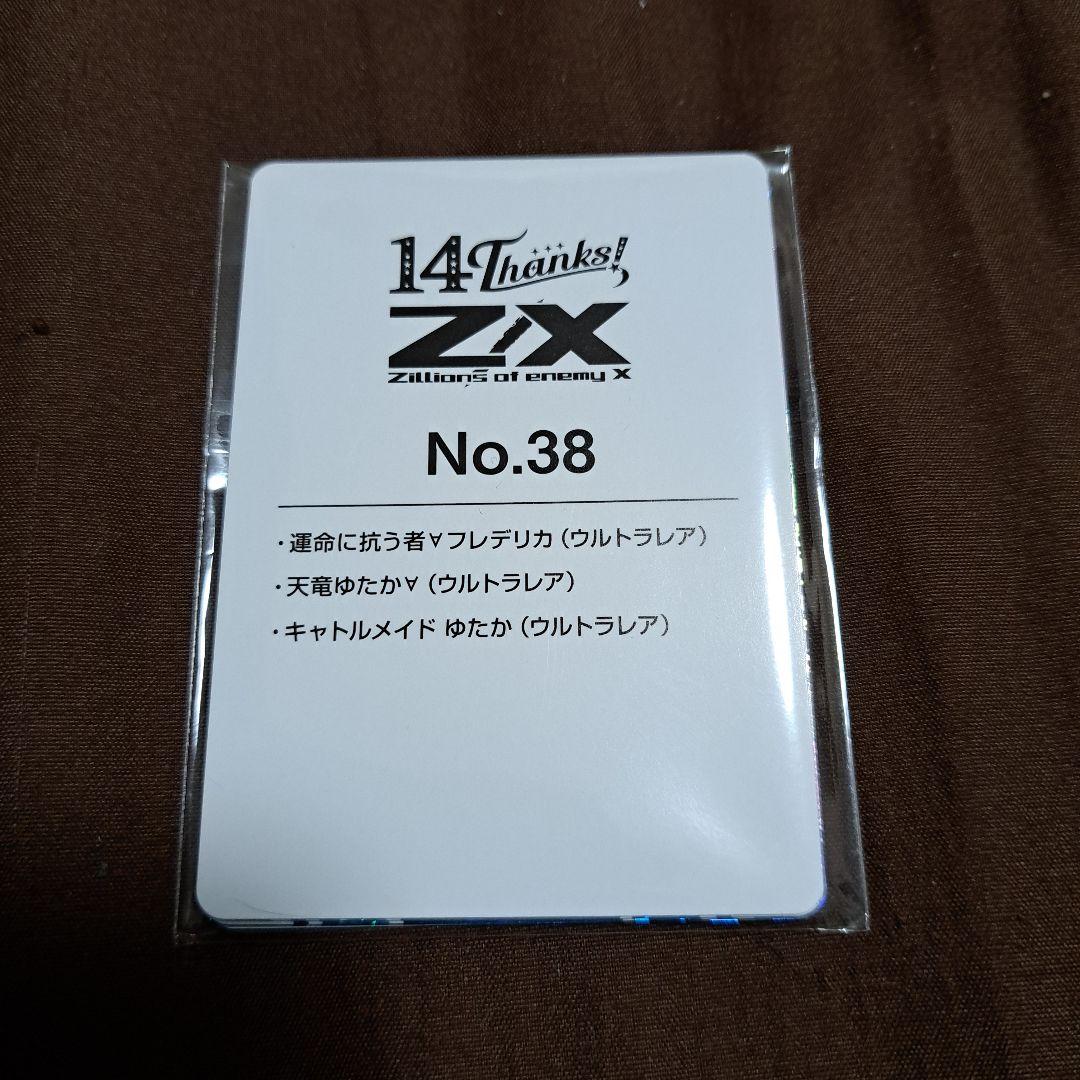 14 Thanks!
Z/X
Zillions of enemy X
No.38
・運命に抗う者∀フレデリカ（ウルトラレア）
・天竜ゆたか∀（ウルトラレア）
・キャトルメイド ゆたか（ウルトラレア）